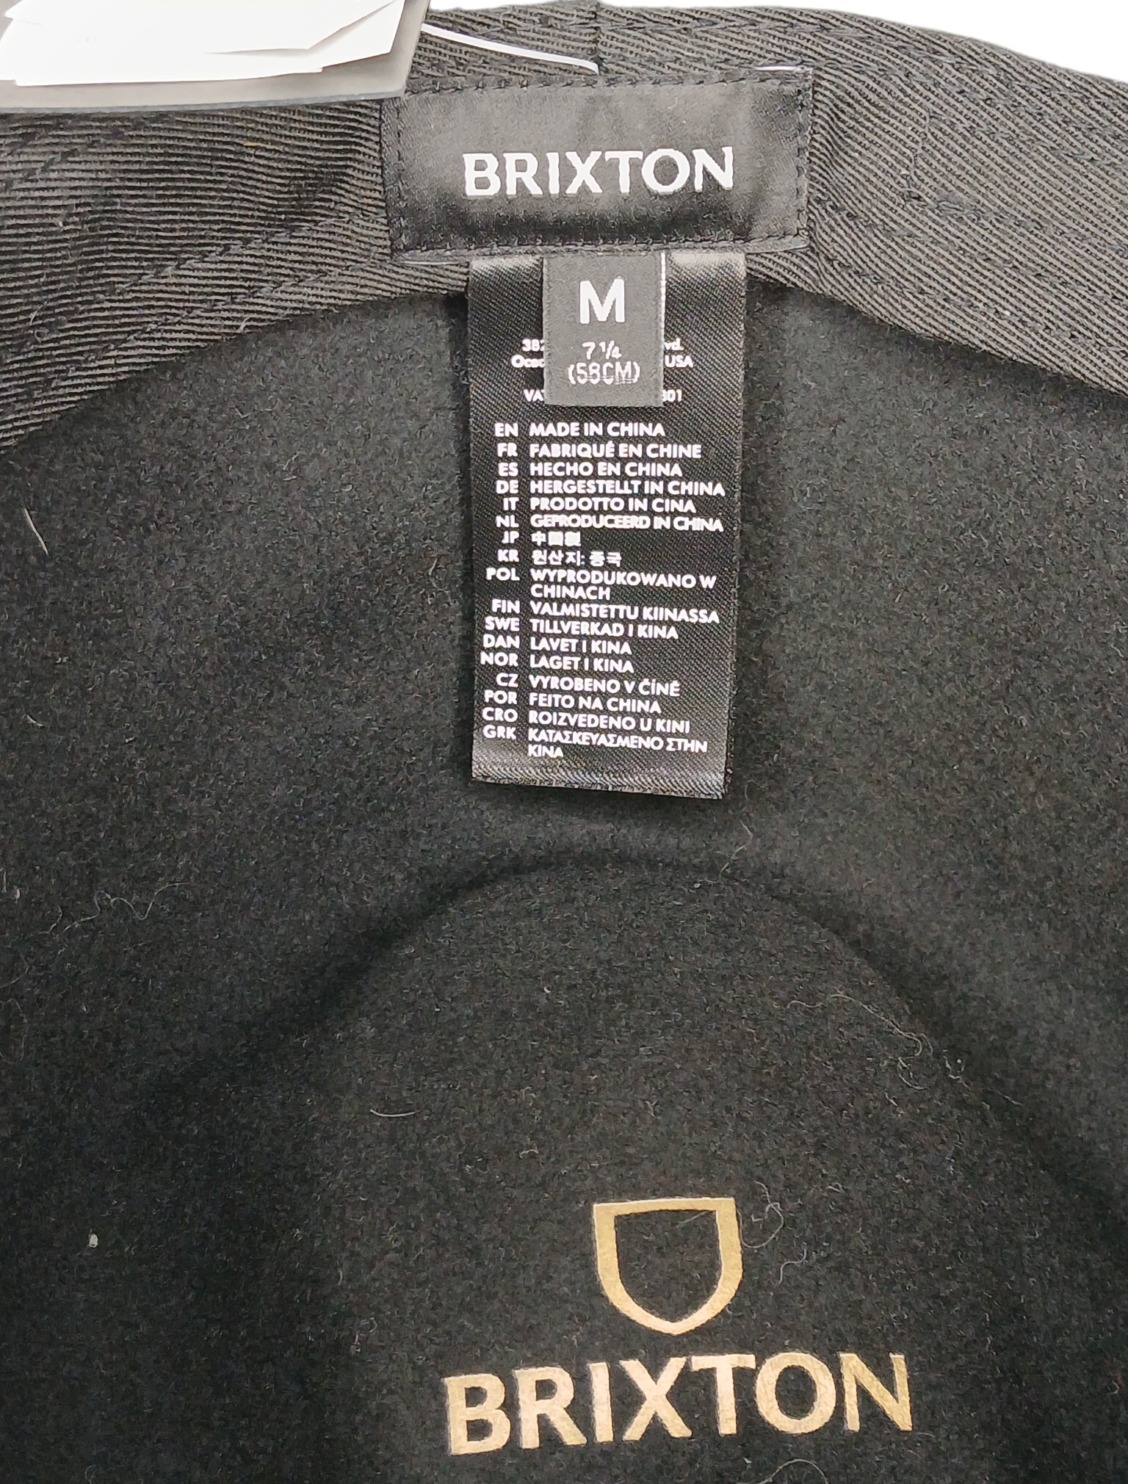 BRIXTON
M
7 1/4
(58CM)
USA
EN MADE IN CHINA
FR FABRIQUÉ EN CHINE
ES HECHO EN CHINA
DE HERGESTELLT IN CHINA
IT PRODOTTO IN CINA
NL GEPRODUCEERD IN CHINA
JP 中国製
KR 원산지: 중국
POL WYPRODUKOWANO W
CHINACH
FIN VALMISTETTU KIINASSA
SWE TILLVERKAD I KINA
DAN LAVET I KINA
NOR LAGET I KINA
CZ VYROBENO V ČÍNĚ
POR FEITO NA CHINA
CRO ROIZVEDENO U KINI
GRK ΚΑΤΑΣΚΕΥΑΣΜΕΝΟ ΣΤΗΝ
ΚΙΝΑ
BRIXTON